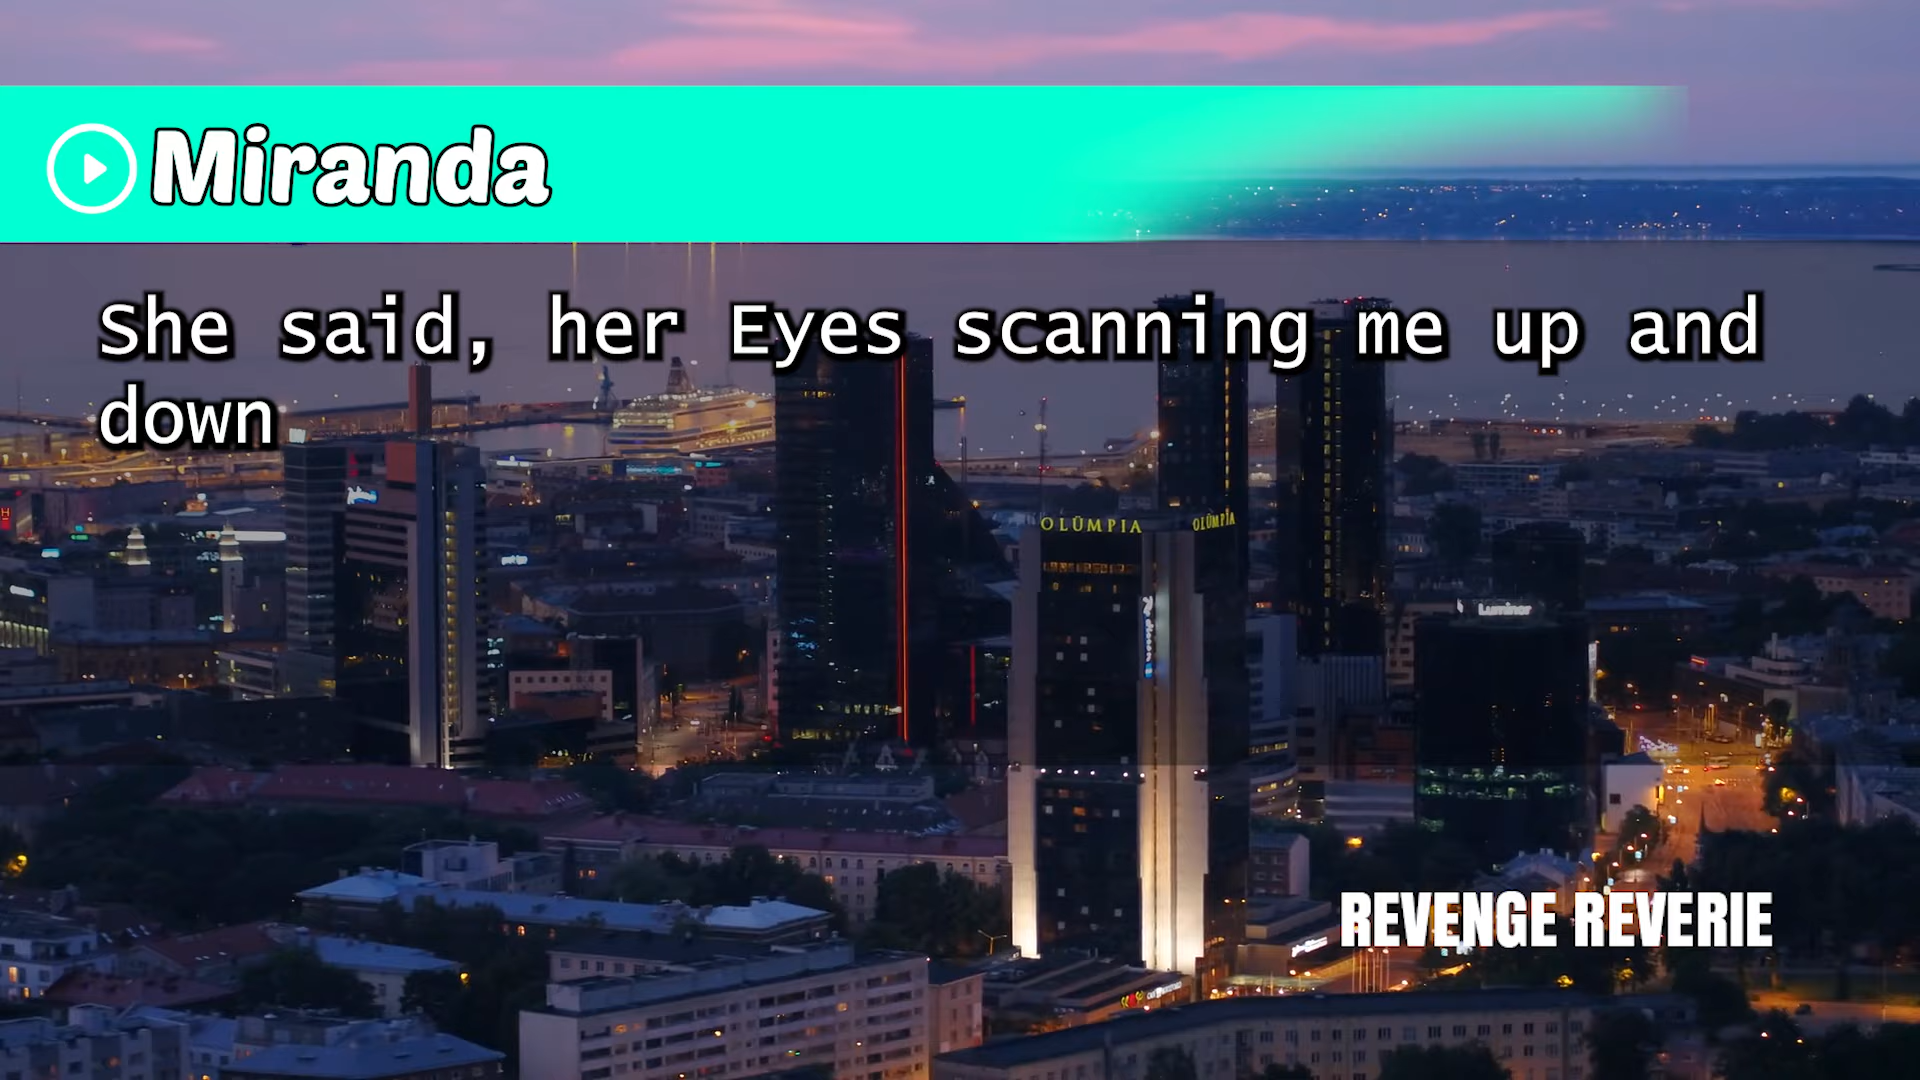 Miranda
She said, her Eyes scanning me up and
down
OLÜMPIA
OLÜMPIA
Luminor
REVENGE REVERIE